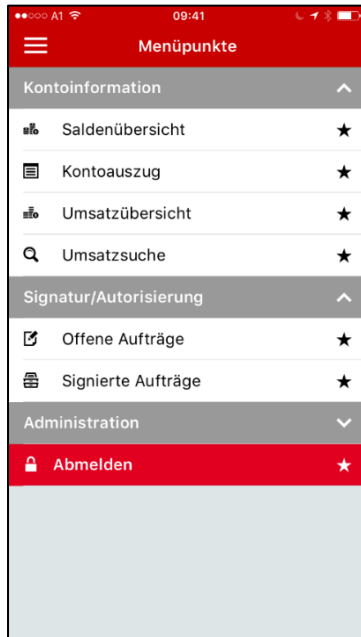 A1 09:41
Menüpunkte
Kontoinformation
Saldenübersicht
Kontoauszug
Umsatzübersicht
Umsatzsuche
Signatur/Autorisierung
Offene Aufträge
Signierte Aufträge
Administration
Abmelden